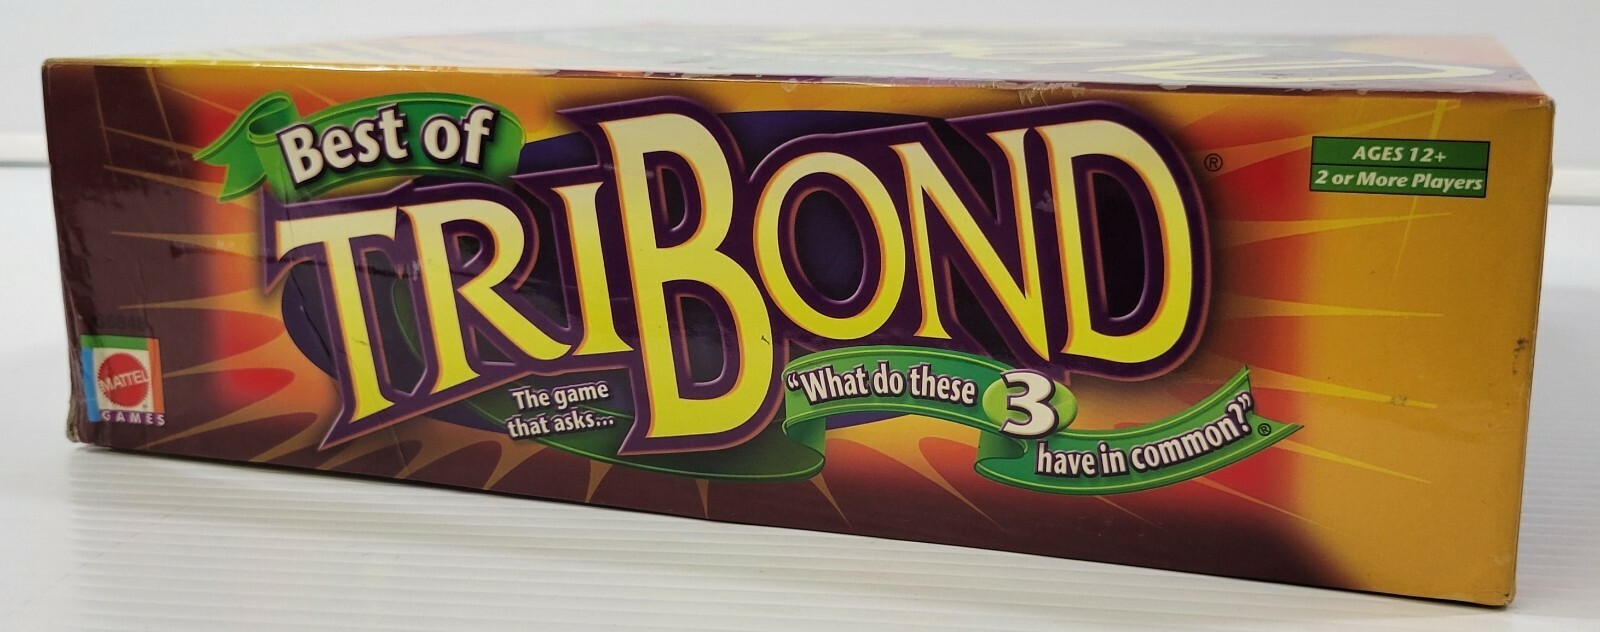 Best of
TRIBOND®
AGES 12+
2 or More Players
The game
that asks...
"What do these 3
have in common?"®
MATTEL
GAMES